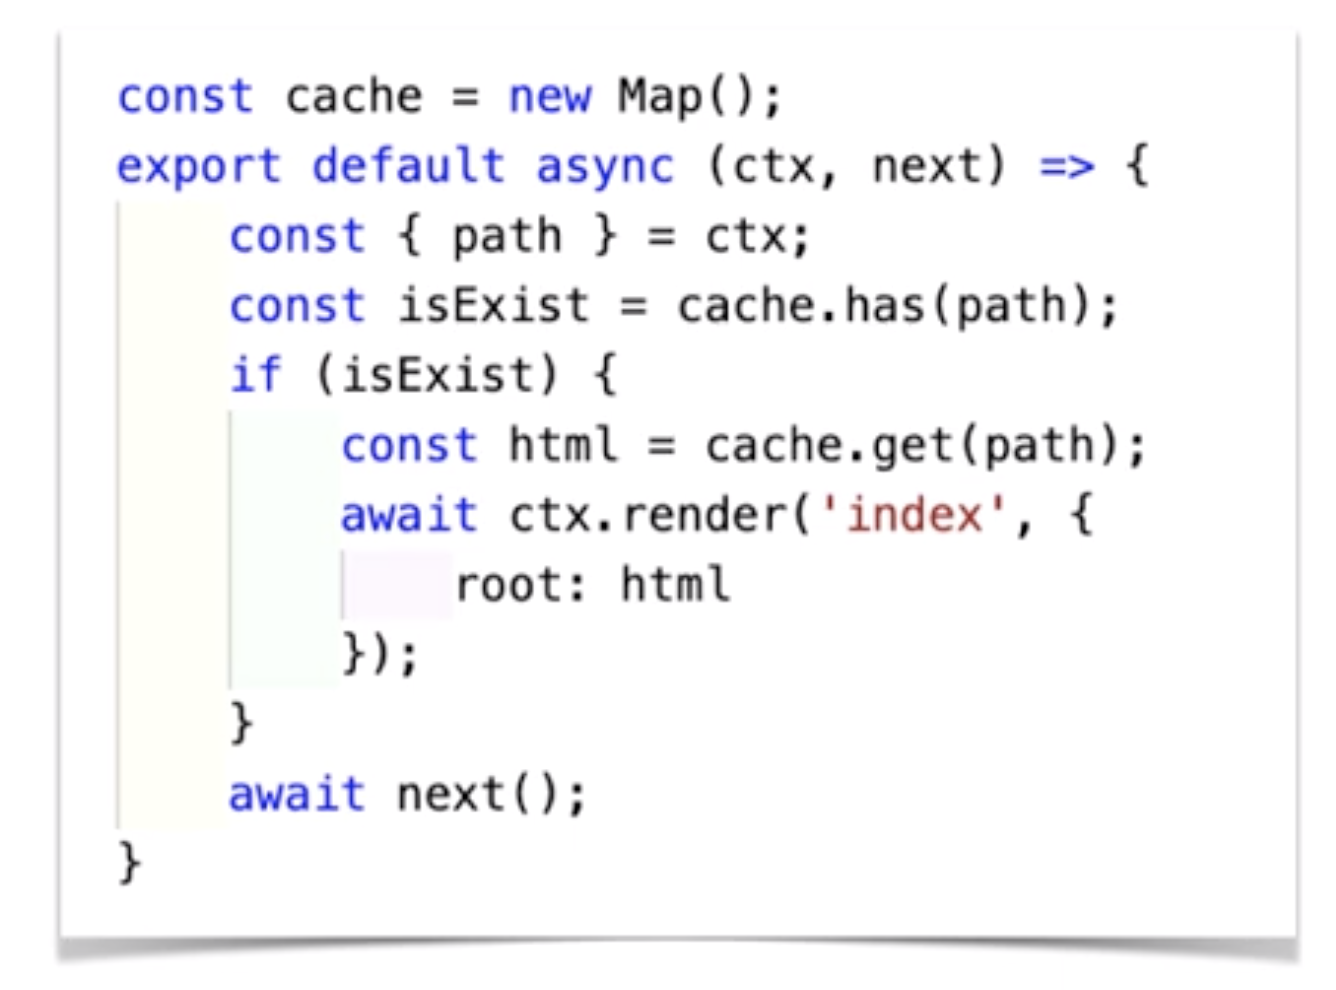 const cache = new Map();
export default async (ctx, next) => {
    const { path } = ctx;
    const isExist = cache.has(path);
    if (isExist) {
        const html = cache.get(path);
        await ctx.render('index', {
            root: html
        });
    }
    await next();
}